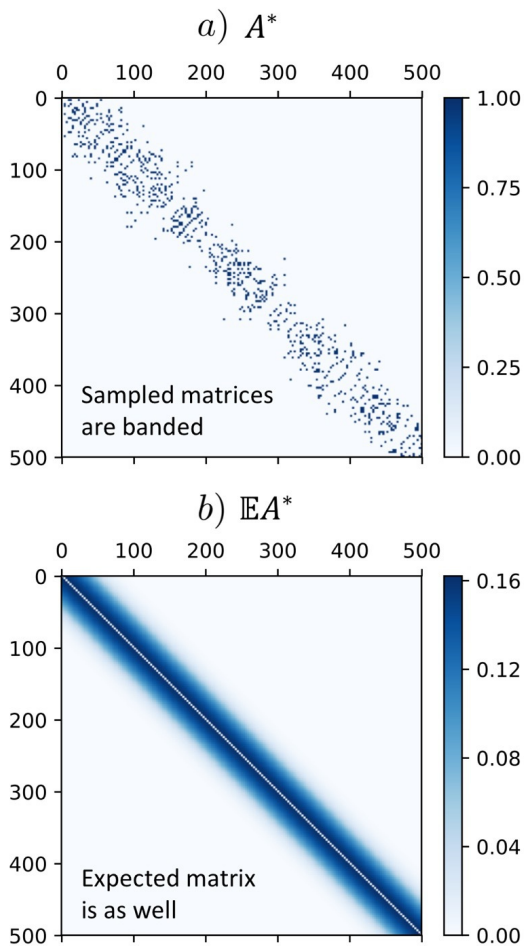 a) A*
0 100 200 300 400 500
0
100
200
300
400
500
1.00
0.75
0.50
0.25
0.00
Sampled matrices
are banded
b) 𝔼A*
0 100 200 300 400 500
0
100
200
300
400
500
0.16
0.12
0.08
0.04
0.00
Expected matrix
is as well